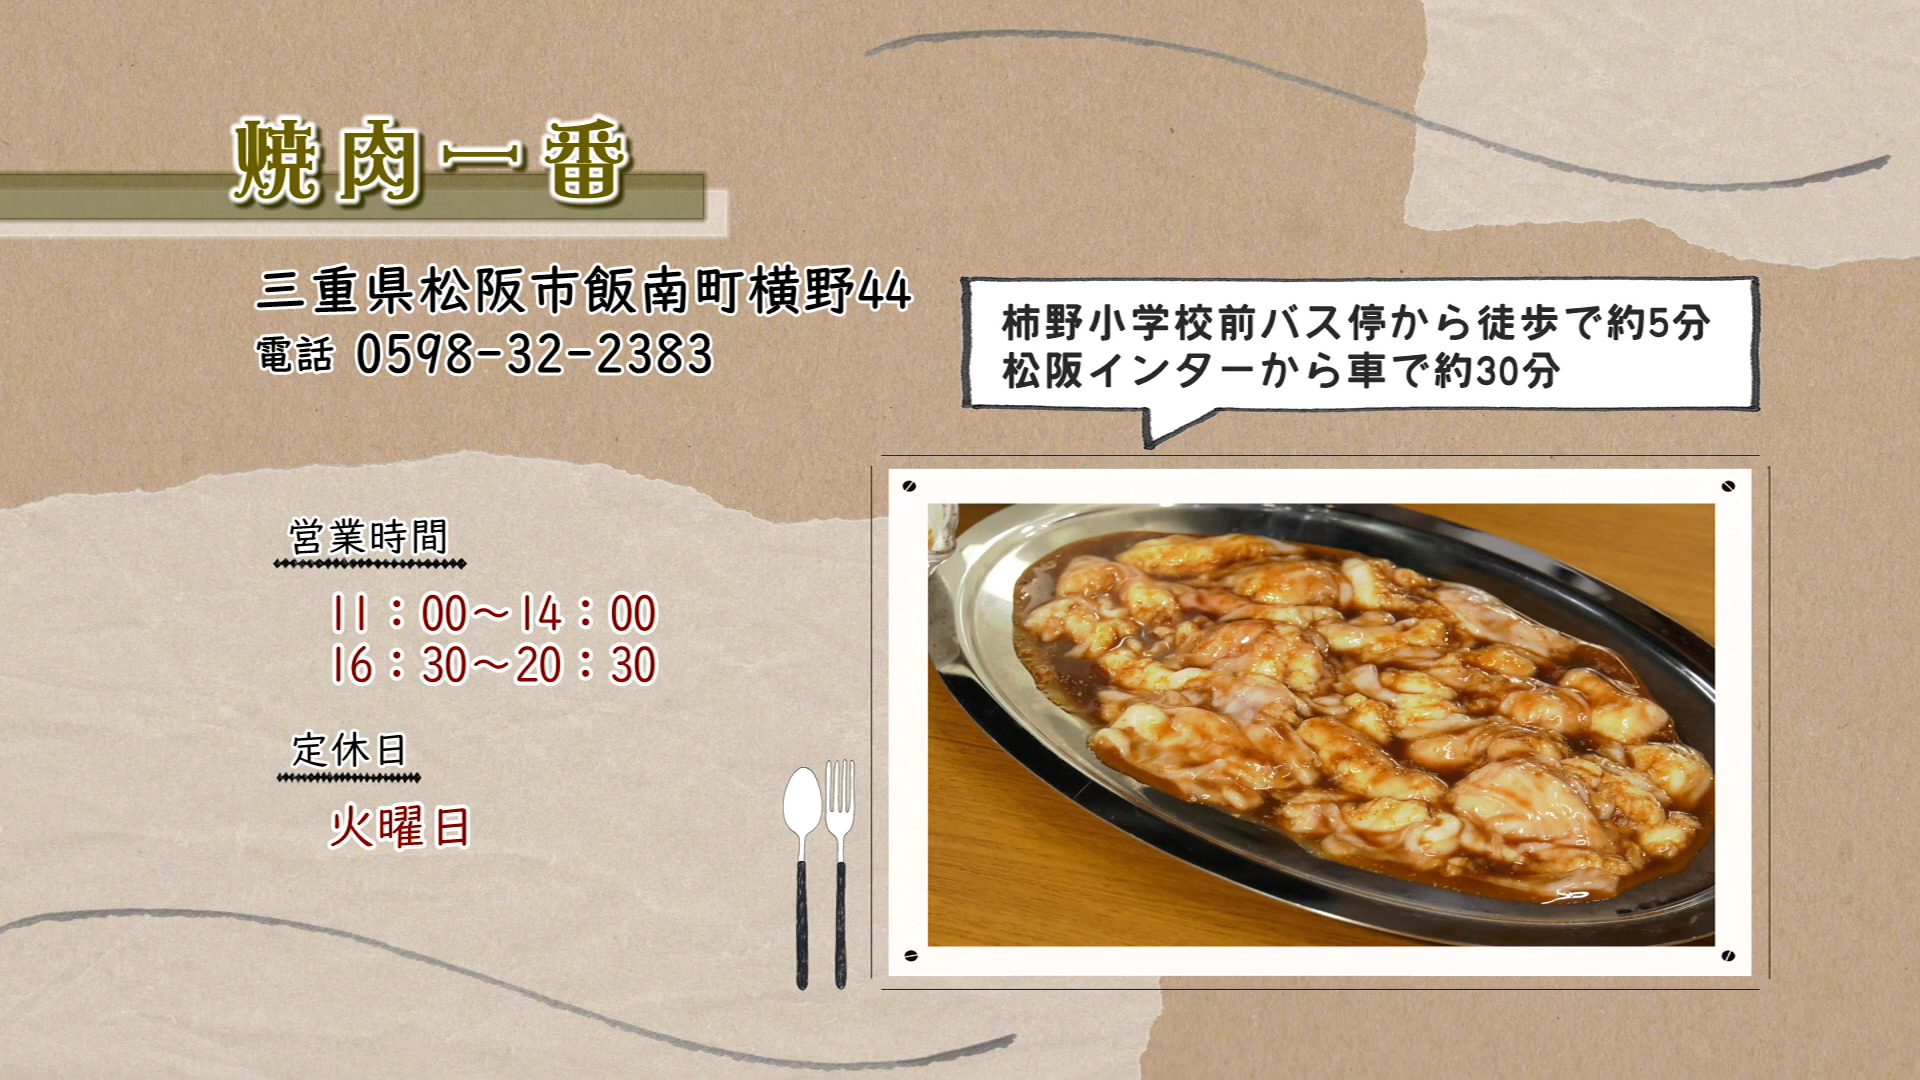 焼肉一番
三重県松阪市飯南町横野44
電話 0598-32-2383
柿野小学校前バス停から徒歩で約5分
松阪インターから車で約30分
営業時間
11：00～14：00
16：30～20：30
定休日
火曜日